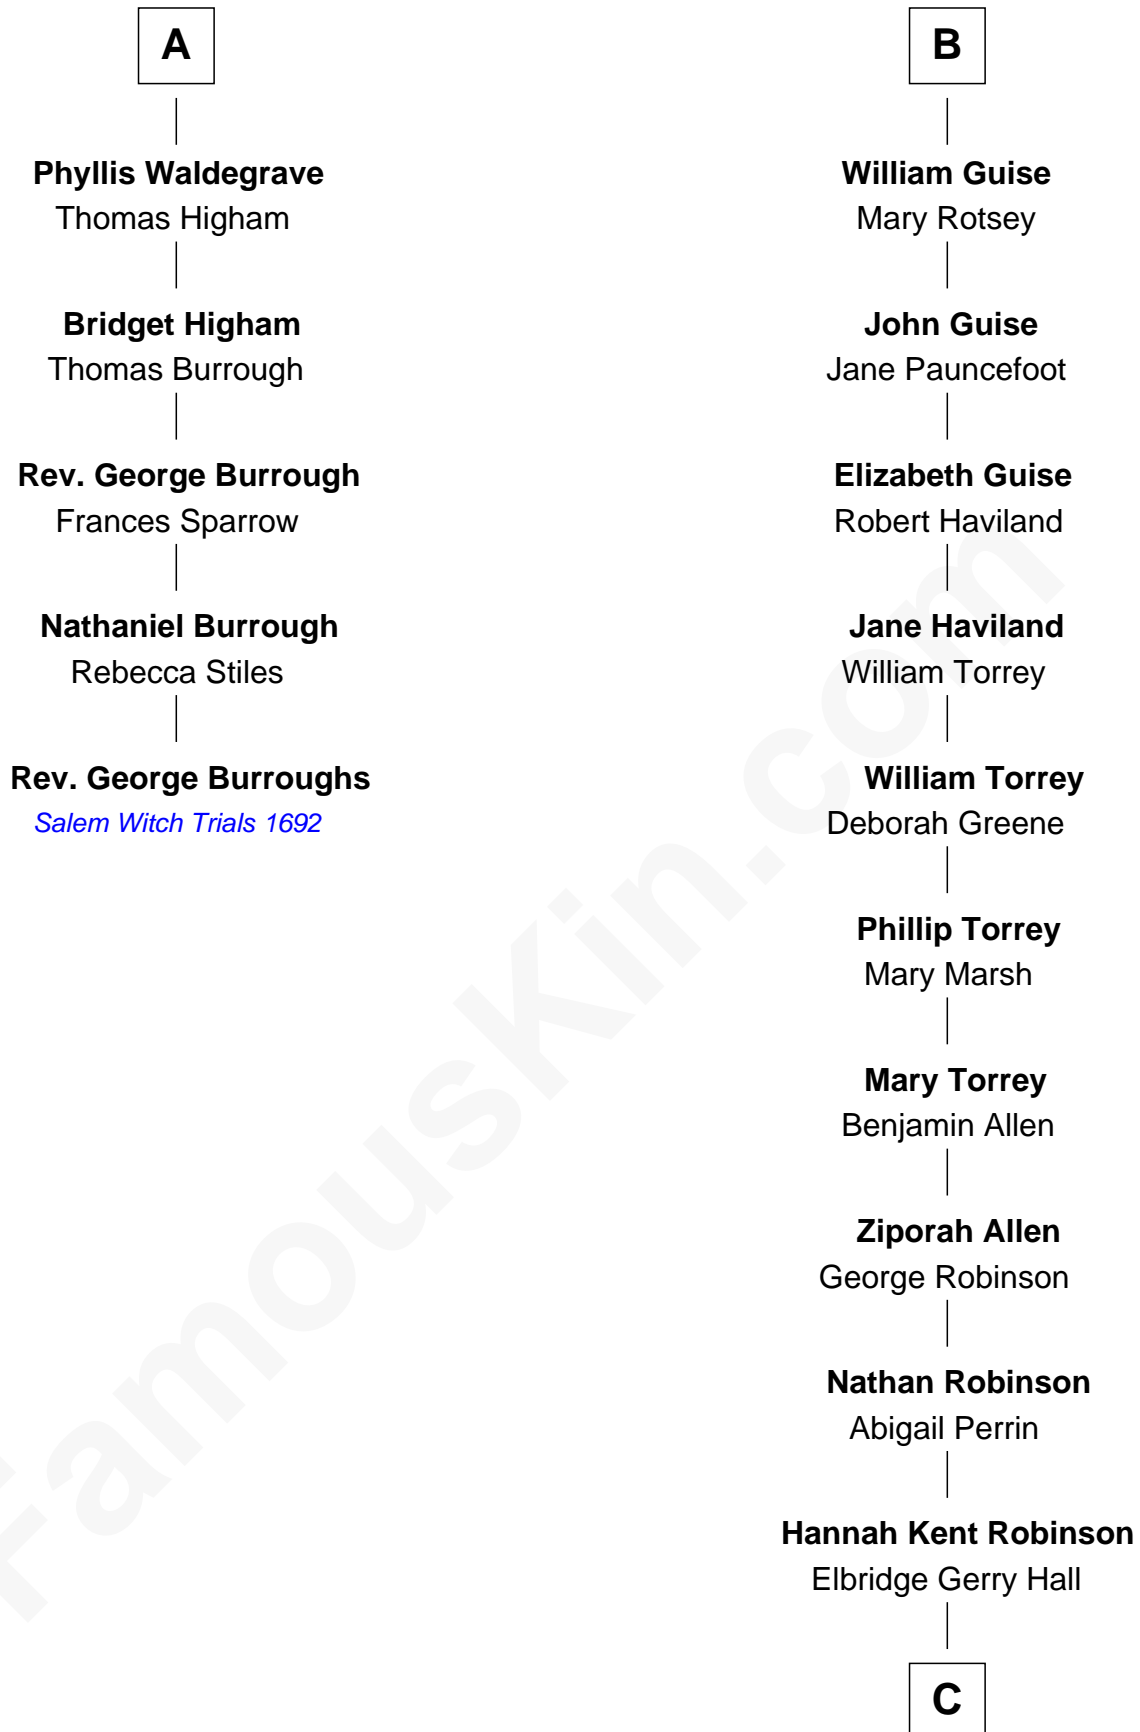 A
Phyllis Waldegrave
Thomas Higham
Bridget Higham
Thomas Burrough
Rev. George Burrough
Frances Sparrow
Nathaniel Burrough
Rebecca Stiles
Rev. George Burroughs
Salem Witch Trials 1692
B
William Guise
Mary Rotsey
John Guise
Jane Pauncefoot
Elizabeth Guise
Robert Haviland
Jane Haviland
William Torrey
William Torrey
Deborah Greene
Phillip Torrey
Mary Marsh
Mary Torrey
Benjamin Allen
Ziporah Allen
George Robinson
Nathan Robinson
Abigail Perrin
Hannah Kent Robinson
Elbridge Gerry Hall
C
FamousKin.com